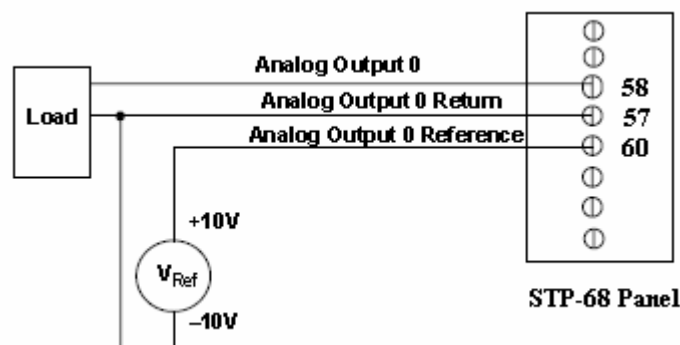 Analog Output 0
58
Load
Analog Output 0 Return
57
Analog Output 0 Reference
60
+10V
VRef
–10V
STP-68 Panel